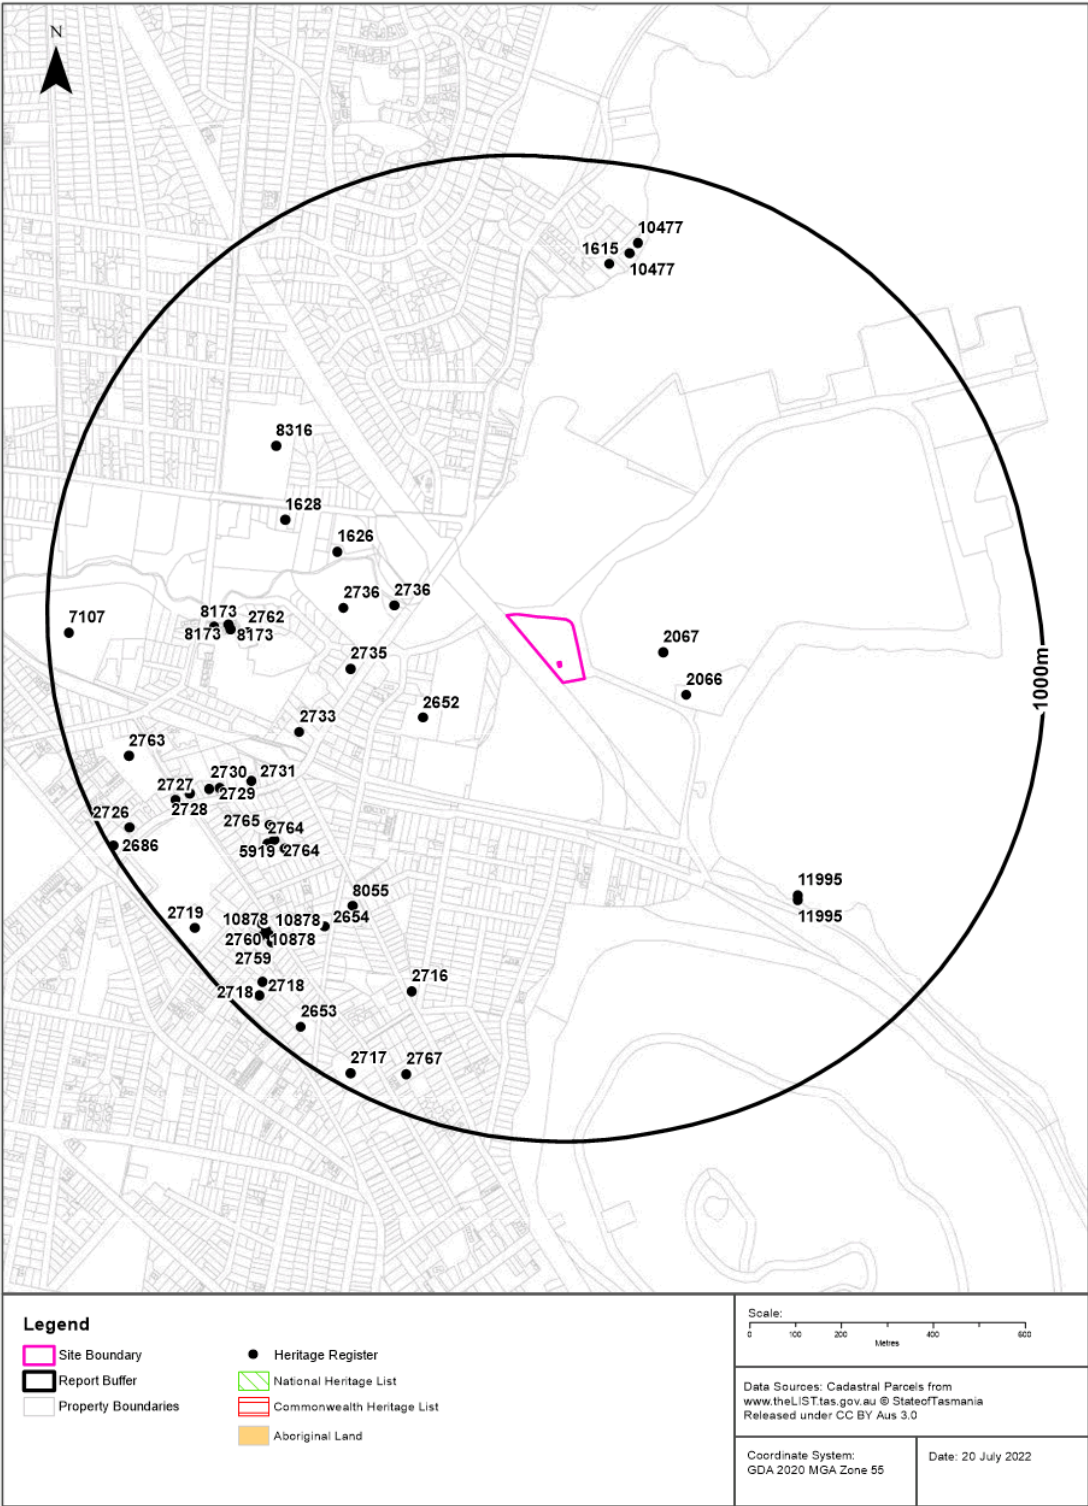 N
10477
1615
10477
8316
1628
1626
2736
2736
7107
8173
2762
8173
8173
2067
2735
2066
1000m
2652
2733
2763
2730
2731
2727
2729
2728
2726
2765
2764
2686
5919
2764
11995
8055
11995
2719
10878
10878
2654
2760
10878
2759
2716
2718
2718
2653
2717
2767
Legend
Site Boundary
Report Buffer
Property Boundaries
Heritage Register
National Heritage List
Commonwealth Heritage List
Aboriginal Land
Scale:
0 100 200 400 600
Metres
Data Sources: Cadastral Parcels from
www.theLIST.tas.gov.au © StateofTasmania
Released under CC BY Aus 3.0
Coordinate System:
GDA 2020 MGA Zone 55
Date: 20 July 2022